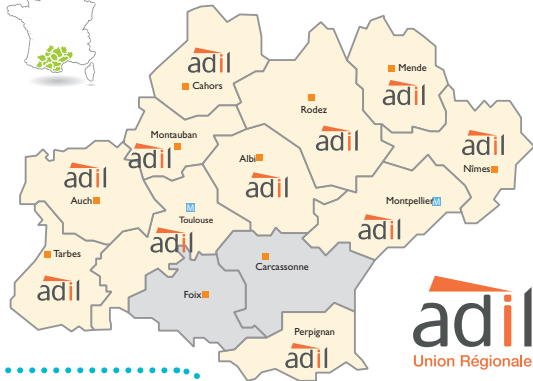 adil
Cahors
Mende
adil
Rodez
adil
Montauban
adil
Albi
adil
Nîmes
adil
adil
Auch
M
Toulouse
adil
Montpellier M
adil
Tarbes
adil
Carcassonne
Foix
Perpignan
adil
adil
Union Régionale